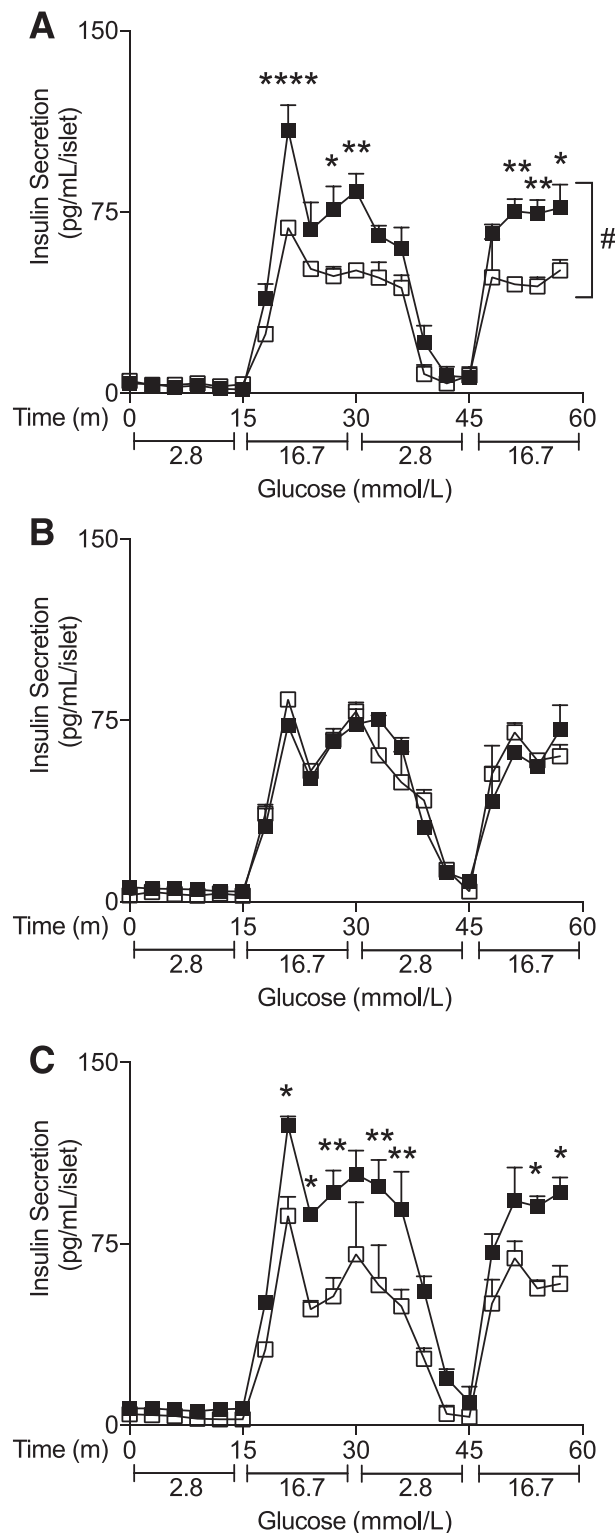 A
150
Insulin Secretion
(pg/mL/islet)
****
*
**
**
**
*
#
75
0
Time (m) 0 15 30 45 60
2.8 16.7 2.8 16.7
Glucose (mmol/L)
B
150
Insulin Secretion
(pg/mL/islet)
75
0
Time (m) 0 15 30 45 60
2.8 16.7 2.8 16.7
Glucose (mmol/L)
C
150
Insulin Secretion
(pg/mL/islet)
*
*
**
**
**
*
*
75
0
Time (m) 0 15 30 45 60
2.8 16.7 2.8 16.7
Glucose (mmol/L)